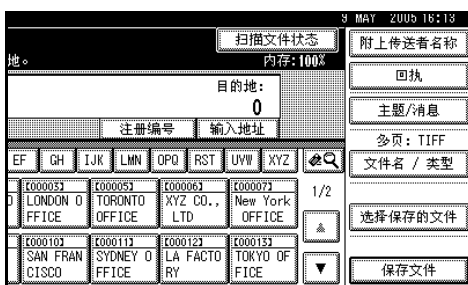 9 MAY 2005 16:13
扫描文件状态
附上传送者名称
地。
内存:100%
回执
目的地:
0
主题/消息
注册编号
输入地址
多页: TIFF
EF GH IJK LMN OPQ RST UVW XYZ
文件名 / 类型
[00003] [00005] [00006] [00007]
O LONDON O TORONTO XYZ CO., New York
FFICE OFFICE LTD OFFICE
1/2
选择保存的文件
[00010] [00011] [00012] [00013]
SAN FRAN SYDNEY O LA FACTO TOKYO OF
CISCO FFICE RY FICE
保存文件